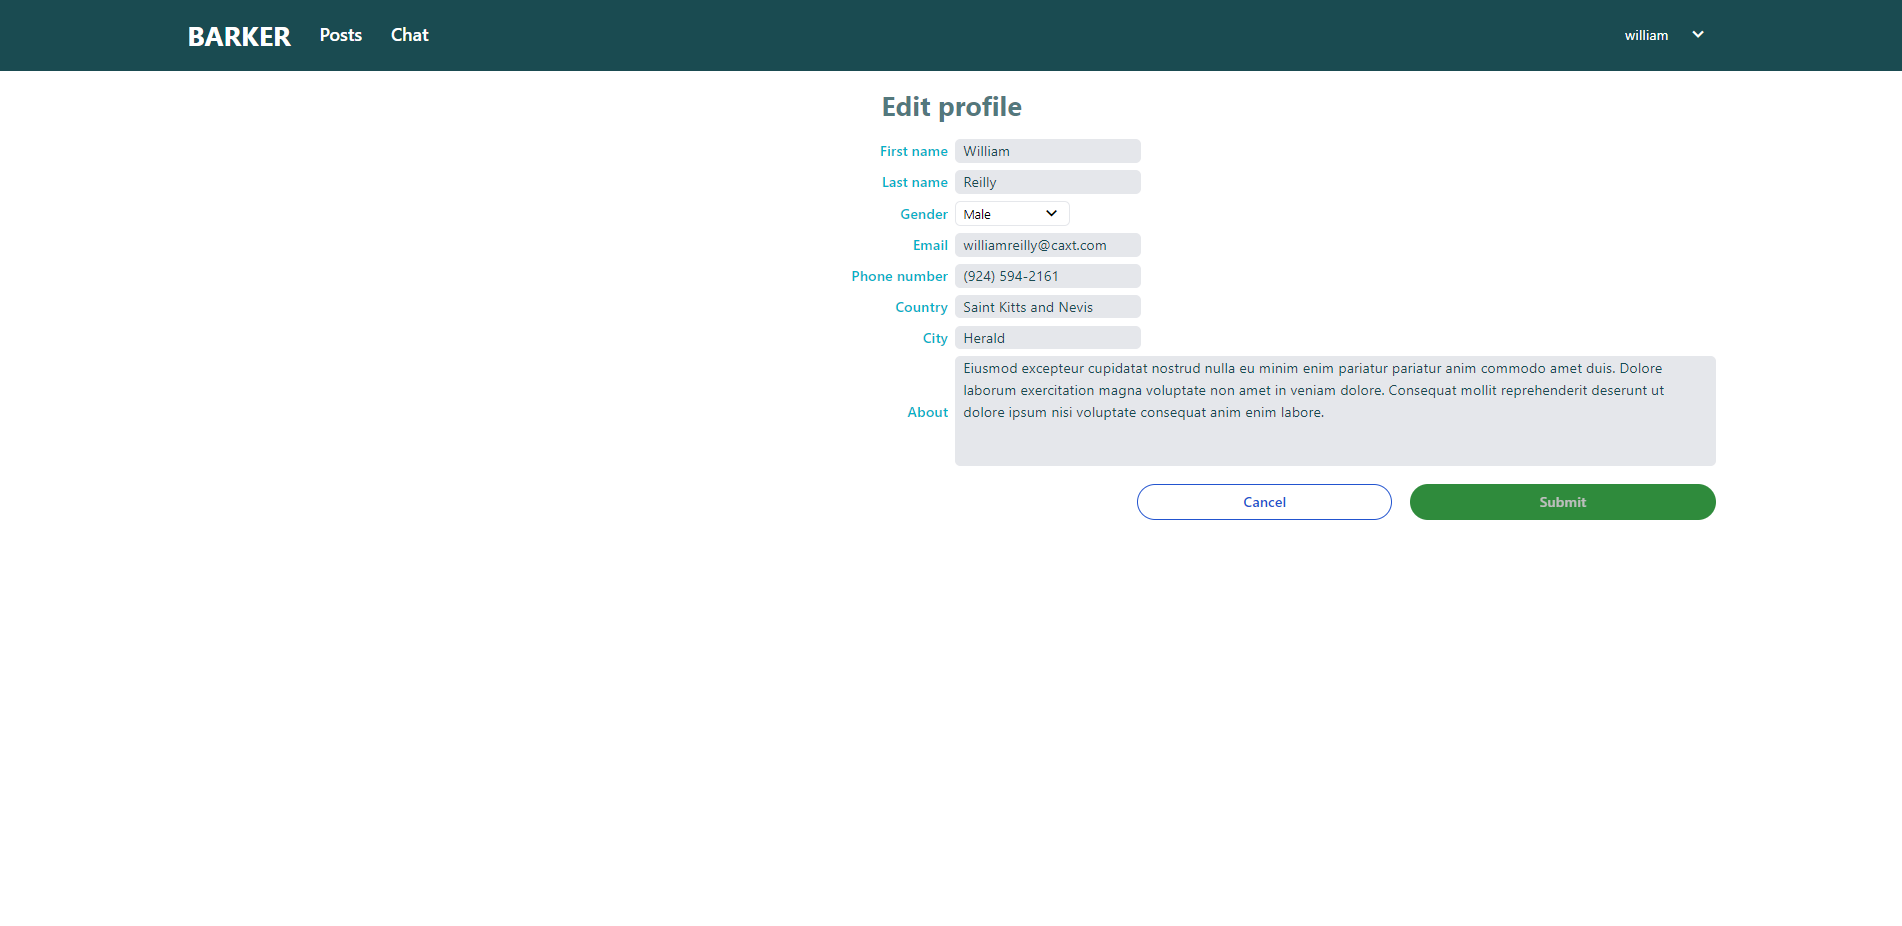 BARKER Posts Chat william
Edit profile
First name William
Last name Reilly
Gender Male
Email williamreilly@caxt.com
Phone number (924) 594-2161
Country Saint Kitts and Nevis
City Herald
About
Eiusmod excepteur cupidatat nostrud nulla eu minim enim pariatur pariatur anim commodo amet duis. Dolore
laborum exercitation magna voluptate non amet in veniam dolore. Consequat mollit reprehenderit deserunt ut
dolore ipsum nisi voluptate consequat anim enim labore.
Cancel Submit